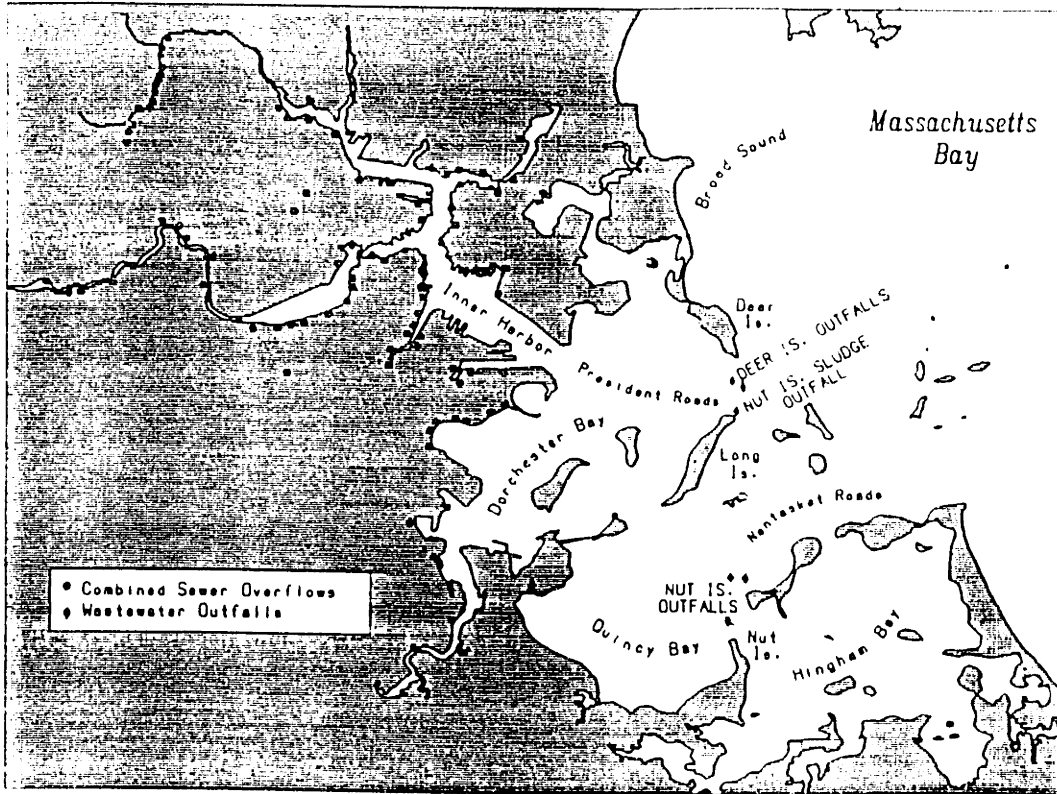 Massachusetts
Bay
Broad Sound
Deer
Is.
Inner Harbor
DEER IS. OUTFALLS
President Roads
NUT IS. SLUDGE
OUTFALL
Dorchester Bay
Long
Is.
Nantasket Roads
Combined Sewer Overflows
Wastewater Outfalls
NUT IS.
OUTFALLS
Quincy Bay
Nut
Is.
Hingham Bay